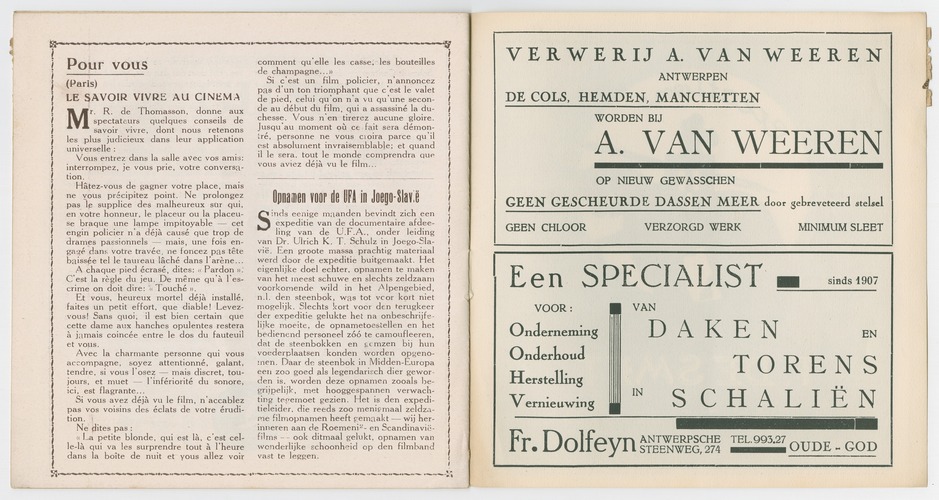 Pour vous
(Paris)
LE SAVOIR VIVRE AU CINEMA
Mr. R. de Thomasson, donne aux
spectateurs quelques conseils de
savoir vivre, dont nous retenons
les plus judicieux dans leur application
universelle :
Vous entrez dans la salle avec vos amis:
interrompez, je vous prie, votre conversa-
tion.
Hâtez-vous de gagner votre place, mais
ne vous précipitez point. Ne prolongez
pas le supplice des malheureux sur qui,
en votre honneur, le placeur ou la placeu-
se braque une lampe impitoyable — cet
engin policier n'a déjà causé que trop de
drames passionnels — mais, une fois en-
gagé dans votre travée, ne foncez pas tête
baissée tel le taureau lâché dans l'arène...
A chaque pied écrasé, dites: « Pardon ».
C'est la règle du jeu. De même qu'à l'es-
crime on doit dire: « Touché ».
Et vous, heureux mortel déjà installé,
faites un petit effort, que diable! Levez-
vous! Sans quoi, il est bien certain que
cette dame aux hanches opulentes restera
à jamais coincée entre le dos du fauteuil
et vous.
Avec la charmante personne qui vous
accompagne, soyez attentionné, galant,
tendre, si vous l'osez — mais discret, tou-
jours, et muet — l'infériorité du sonore,
ici, est flagrante...
Si vous avez déjà vu le film, n'accablez
pas vos voisins des éclats de votre érudi-
tion.
Ne dites pas :
« La petite blonde, qui est là, c'est cel-
le-là qui va les surprendre tout à l'heure
dans la boîte de nuit et vous allez voir
comment qu'elle les casse, les bouteilles
de champagne...»
Si c'est un film policier, n'annoncez
pas d'un ton triomphant que c'est le valet
de pied, celui qu'on n'a vu qu'une secon-
de au début du film, qui a assassiné la du-
chesse. Vous n'en tirerez aucune gloire.
Jusqu'au moment où ce fait sera démon-
tré, personne ne vous croira parce qu'il
est absolument invraisemblable; et quand
il le sera, tout le monde comprendra que
vous aviez déjà vu le film...
Opnamen voor de UFA in Joego-Slavië
Sinds eenige maanden bevindt zich een
expeditie van de documentaire afdee-
ling van de U.F.A., onder leiding
van Dr. Ulrich K. T. Schulz in Joego-Sla-
vië. Een groote massa prachtig materiaal
werd door de expeditie buitgemaakt. Het
eigenlijke doel echter, opnamen te maken
van het meest schuwe en slechts zeldzaam
voorkomende wild in het Alpengebied,
n.l. den steenbok, was tot voor kort niet
mogelijk. Slechts kort voor den terugkeer
der expeditie gelukte het na onbeschrijfe-
lijke moeite, de opnametoestellen en het
bedienend personeel zóó te camoufleeren,
dat de steenbokken en gemzen bij hun
voederplaatsen konden worden opgeno-
men. Daar de steenbok in Midden-Europa
een zoo goed als legendarisch dier gewor-
den is, worden deze opnamen zooals be-
grijpelijk, met hooggespannen verwach-
ting tegemoet gezien. Het is den expedi-
tieleider, die reeds zoo menigmaal zeldza-
me filmopnamen heeft gemaakt — wij her-
inneren aan de Roemeni- en Scandinavië-
films -- ook ditmaal gelukt, opnamen van
wonderlijke schoonheid op den filmband
vast te leggen.
VERWERIJ A. VAN WEEREN
ANTWERPEN
DE COLS, HEMDEN, MANCHETTEN
WORDEN BIJ
A. VAN WEEREN
OP NIEUW GEWASSCHEN
GEEN GESCHEURDE DASSEN MEER door gebreveteerd stelsel
GEEN CHLOOR VERZORGD WERK MINIMUM SLEET
Een SPECIALIST sinds 1907
VOOR : VAN
Onderneming DAKEN EN
Onderhoud TORENS
Herstelling
Vernieuwing IN SCHALIËN
Fr. Dolfeyn ANTWERPSCHE STEENWEG, 274 TEL. 993,27 OUDE - GOD